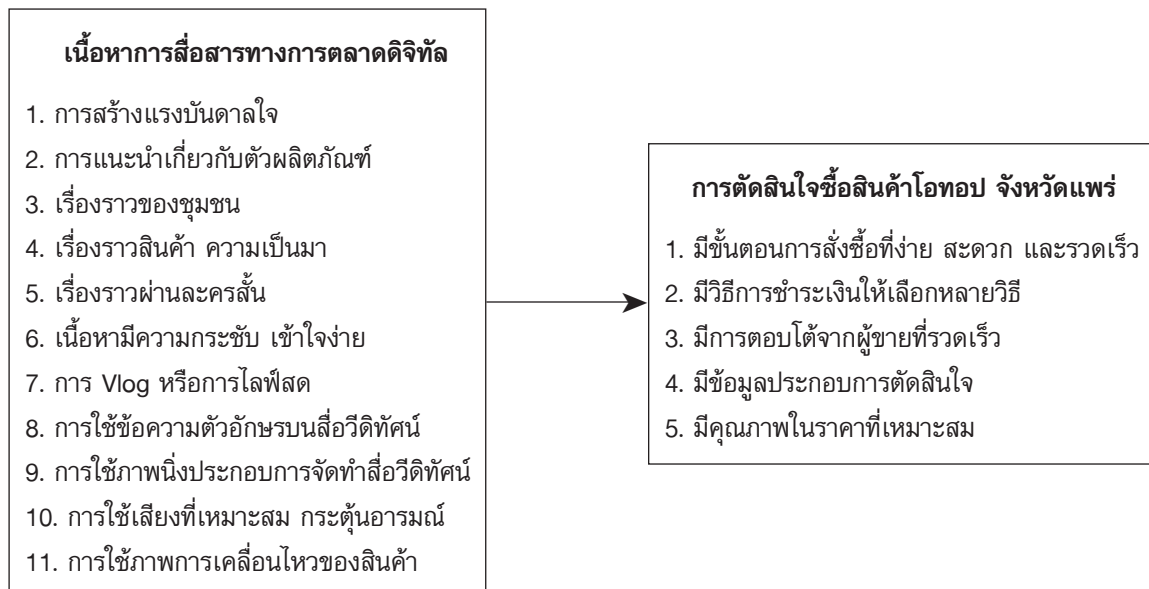 เนื้อหาการสื่อสารทางการตลาดดิจิทัล
1. การสร้างแรงบันดาลใจ
2. การแนะนำเกี่ยวกับตัวผลิตภัณฑ์
3. เรื่องราวของชุมชน
4. เรื่องราวสินค้า ความเป็นมา
5. เรื่องราวผ่านละครสั้น
6. เนื้อหามีความกระชับ เข้าใจง่าย
7. การ Vlog หรือการไลฟ์สด
8. การใช้ข้อความตัวอักษรบนสื่อวีดิทัศน์
9. การใช้ภาพนิ่งประกอบการจัดทำสื่อวีดิทัศน์
10. การใช้เสียงที่เหมาะสม กระตุ้นอารมณ์
11. การใช้ภาพการเคลื่อนไหวของสินค้า
การตัดสินใจซื้อสินค้าโอทอป จังหวัดแพร่
1. มีขั้นตอนการสั่งซื้อที่ง่าย สะดวก และรวดเร็ว
2. มีวิธีการชำระเงินให้เลือกหลายวิธี
3. มีการตอบโต้จากผู้ขายที่รวดเร็ว
4. มีข้อมูลประกอบการตัดสินใจ
5. มีคุณภาพในราคาที่เหมาะสม